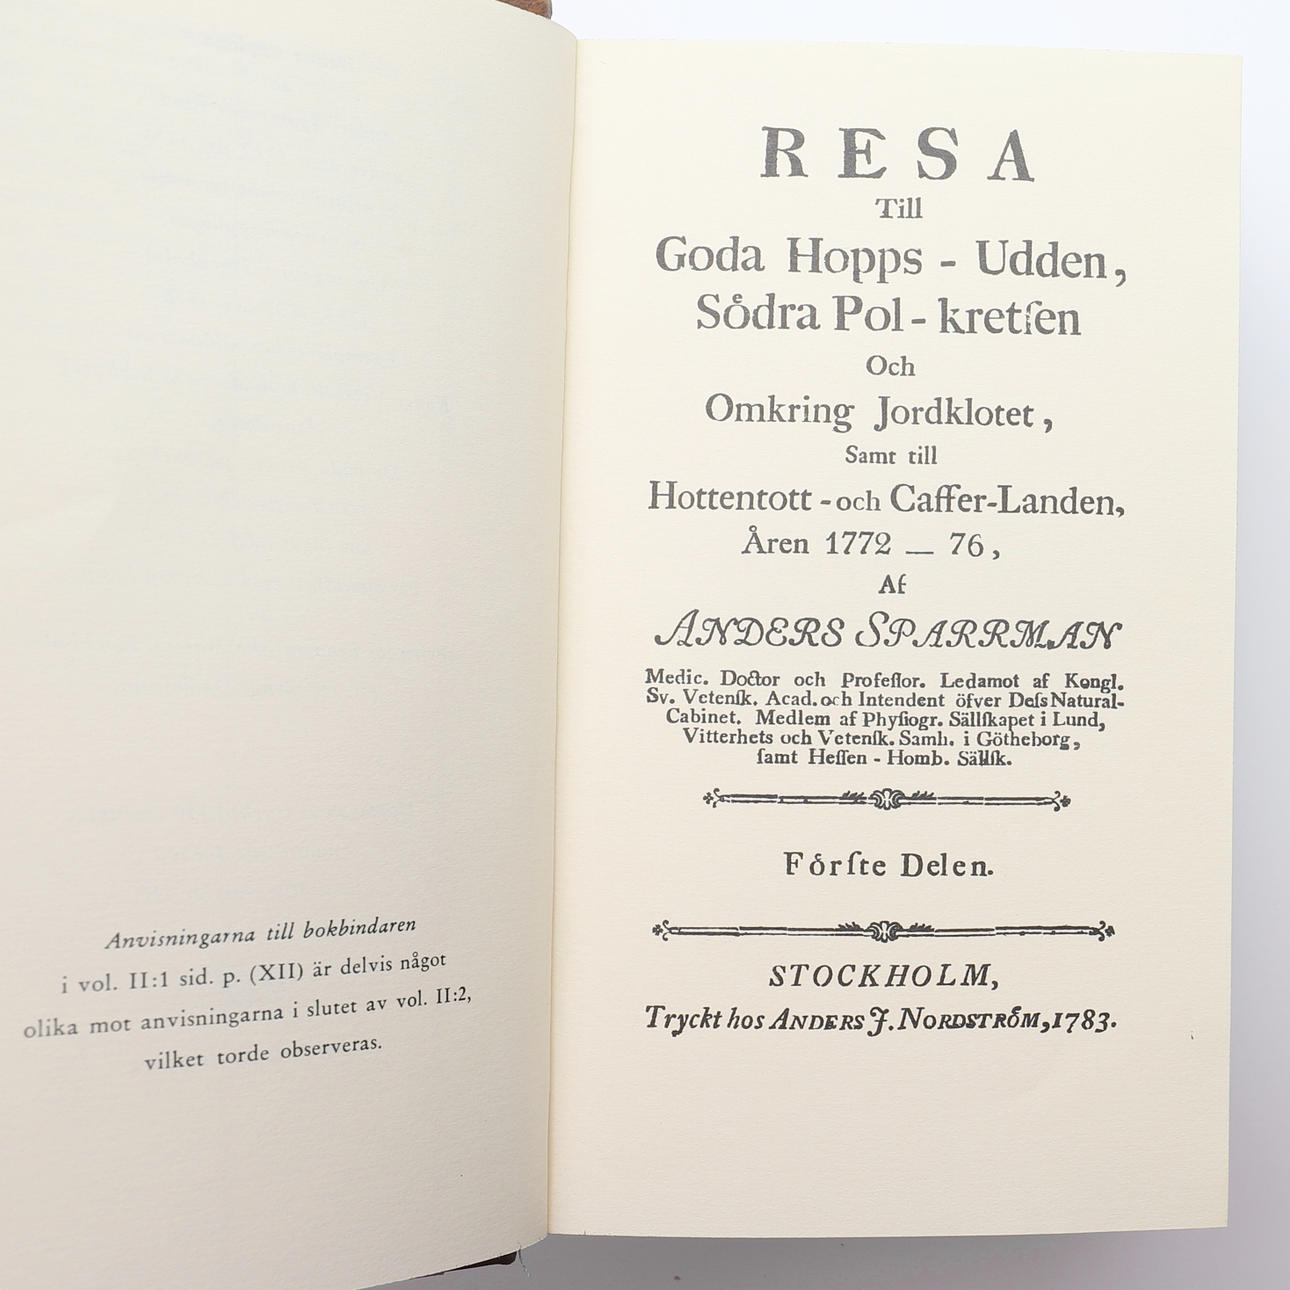 Anvisningarna till bokbindaren
i vol. II:1 sid. p. (XII) är delvis något
olika mot anvisningarna i slutet av vol. II:2,
vilket torde observeras.
RESA
Till
Goda Hopps - Udden,
Södra Pol - kretſen
Och
Omkring Jordklotet,
Samt till
Hottentott - och Caffer-Landen,
Åren 1772 — 76,
Af
ANDERS SPARRMAN
Medic. Doctor och Profeſſor. Ledamot af Kongl.
Sv. Vetenſk. Acad. och Intendent öfver Deſs Natural-
Cabinet. Medlem af Phyſiogr. Sällſkapet i Lund,
Vitterhets och Vetenſk. Samh. i Götheborg,
ſamt Heſſen - Homb. Sällſk.
Förſte Delen.
STOCKHOLM,
Tryckt hos ANDERS J. NORDSTRÖM, 1783.